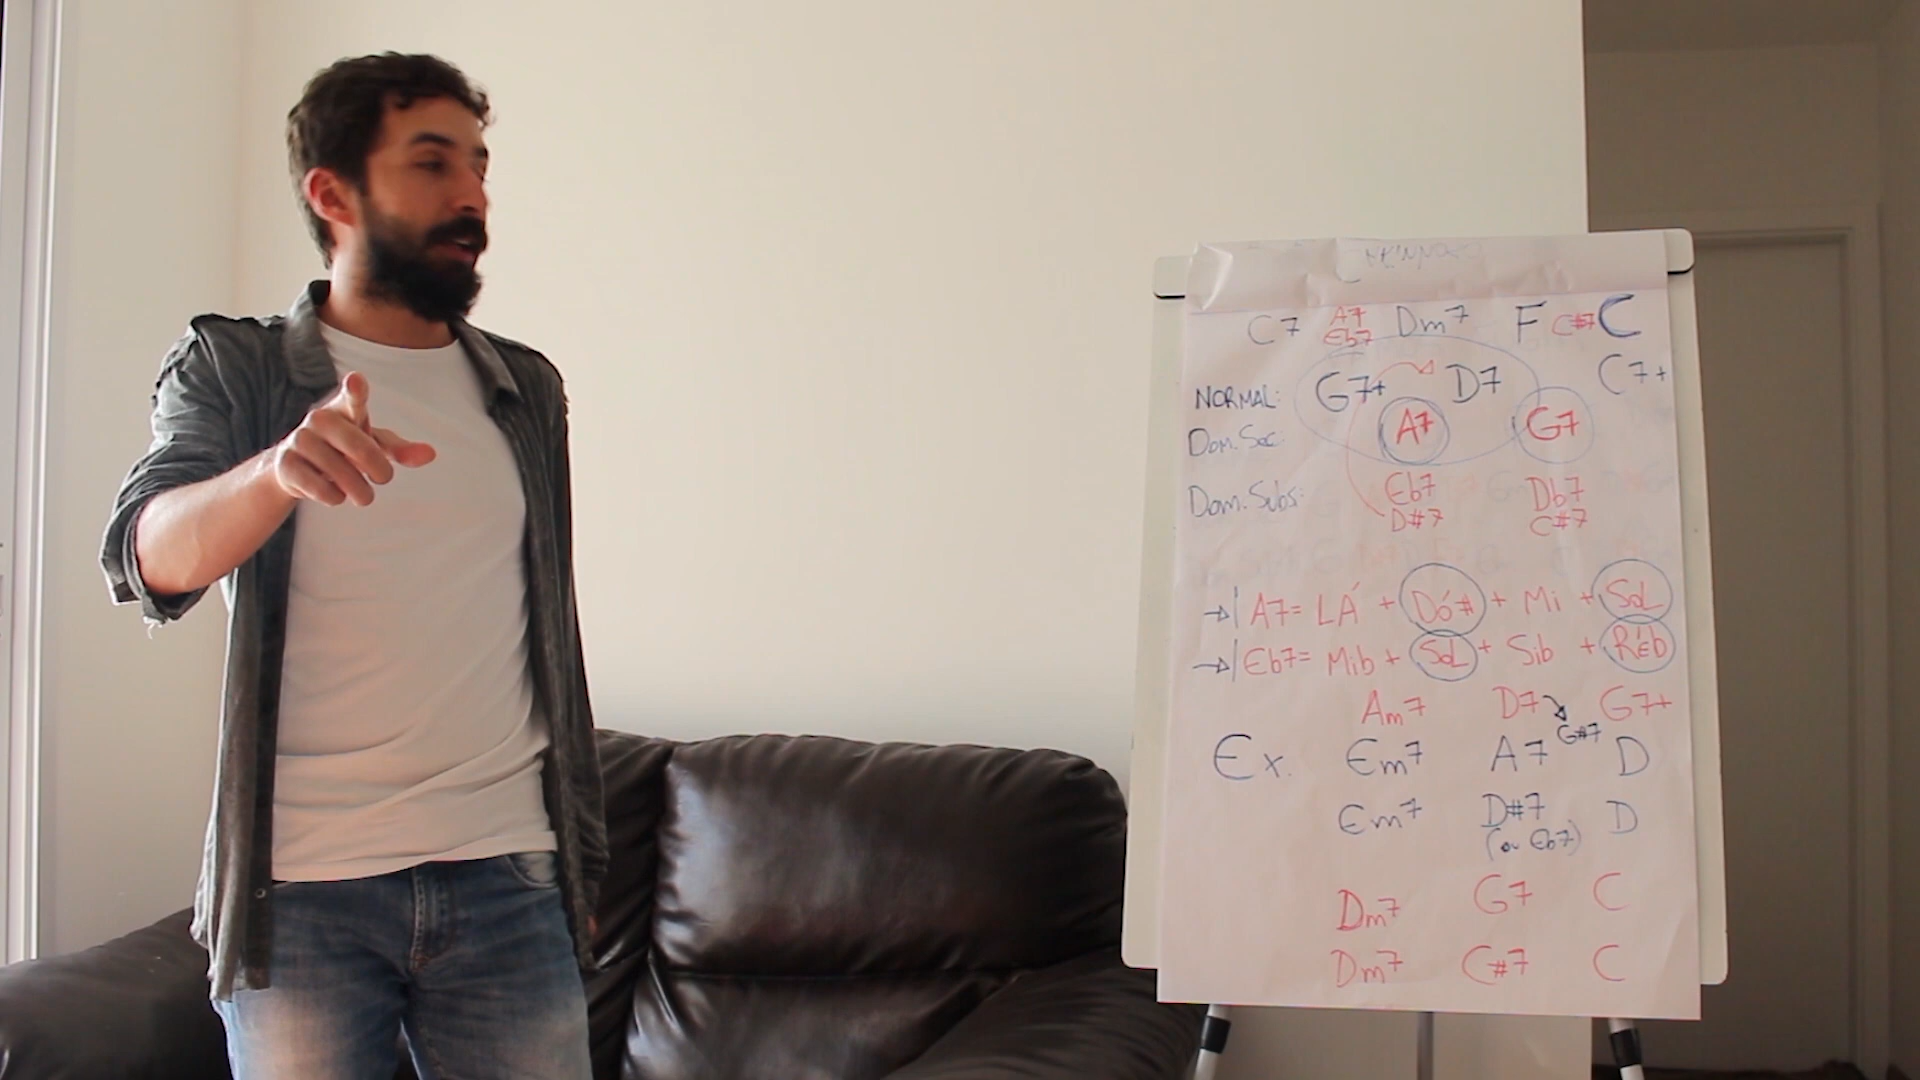 A7
C7 Eb7 Dm7 F C#7 C
NORMAL: G7+ D7 C7+
Dom.Sec: A7 G7
Dom.Subs: Eb7 Db7
D#7 C#7
→| A7= LÁ + DÓ# + Mi + SOL
→| Eb7= Mib + SOL + Sib + RÉb
Am7 D7 G7+
G#7
Ex. Em7 A7 D
Em7 D#7 D
(ou Eb7)
Dm7 G7 C
Dm7 C#7 C